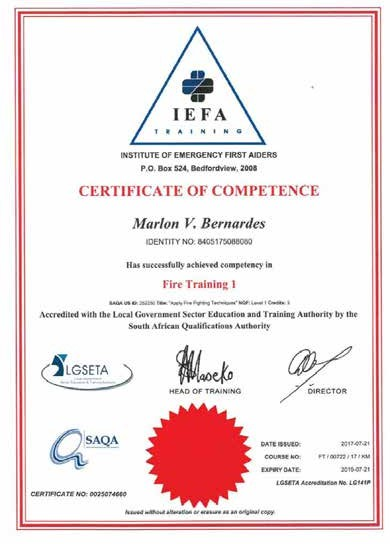 IEFA
TRAINING
INSTITUTE OF EMERGENCY FIRST AIDERS
P.O. Box 524, Bedfordview, 2008
CERTIFICATE OF COMPETENCE
Marlon V. Bernardes
IDENTITY NO: 8405175088080
Has successfully achieved competency in
Fire Training 1
SAQA US ID: 252250 Title: "Apply Fire Fighting Techniques" NQF: Level 1 Credits: 3
Accredited with the Local Government Sector Education and Training Authority by the
South African Qualifications Authority
LGSETA
HEAD OF TRAINING
DIRECTOR
SAQA
DATE ISSUED: 2017-07-21
COURSE NO: FT / 00722 / 17 / KM
EXPIRY DATE: 2019-07-21
LGSETA Accreditation No. LG141P
CERTIFICATE NO: 0025074660
Issued without alteration or erasure as an original copy.